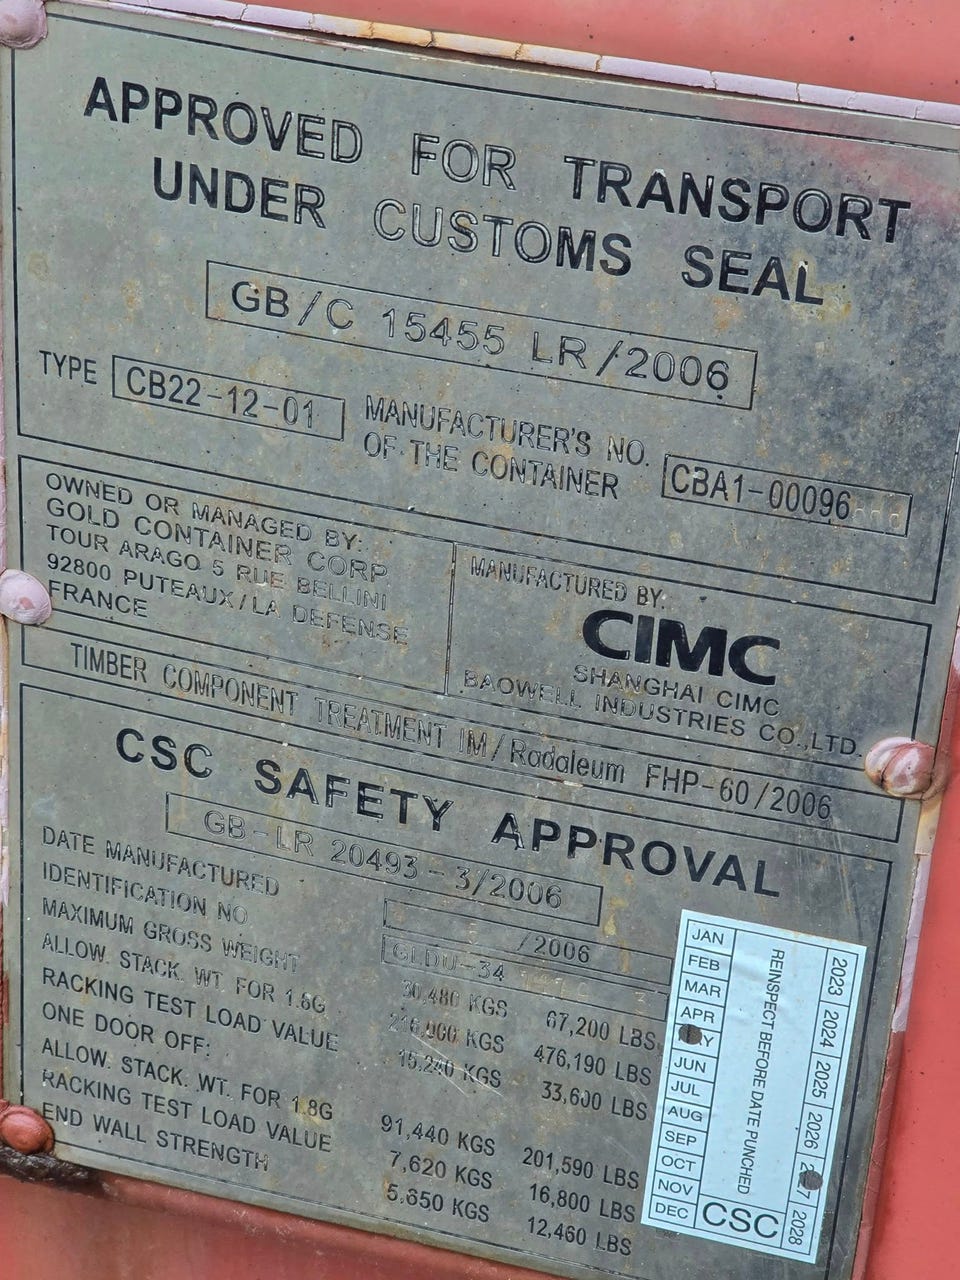 APPROVED FOR TRANSPORT
UNDER CUSTOMS SEAL
GB/C 15455 LR/2006
TYPE CB22-12-01
MANUFACTURER'S NO.
OF THE CONTAINER
CBA1-00096
OWNED OR MANAGED BY:
GOLD CONTAINER CORP
TOUR ARAGO 5 RUE BELLINI
92800 PUTEAUX/LA DEFENSE
FRANCE
MANUFACTURED BY:
CIMC
SHANGHAI CIMC
BAOWELL INDUSTRIES CO.,LTD.
TIMBER COMPONENT TREATMENT IM/Radaleum FHP-60/2006
CSC SAFETY APPROVAL
GB-LR 20493-3/2006
DATE MANUFACTURED /2006
IDENTIFICATION NO GLDU-34
MAXIMUM GROSS WEIGHT 30,480 KGS 67,200 LBS
ALLOW. STACK. WT. FOR 1.8G 216,000 KGS 476,190 LBS
RACKING TEST LOAD VALUE 15,240 KGS 33,600 LBS
ONE DOOR OFF:
ALLOW. STACK. WT. FOR 1.8G 91,440 KGS 201,590 LBS
RACKING TEST LOAD VALUE 7,620 KGS 16,800 LBS
END WALL STRENGTH 5,650 KGS 12,460 LBS
JAN
FEB
MAR
APR
JUN
JUL
AUG
SEP
OCT
NOV
DEC
REINSPECT BEFORE DATE PUNCHED
CSC
2023 2024 2025 2026 2028